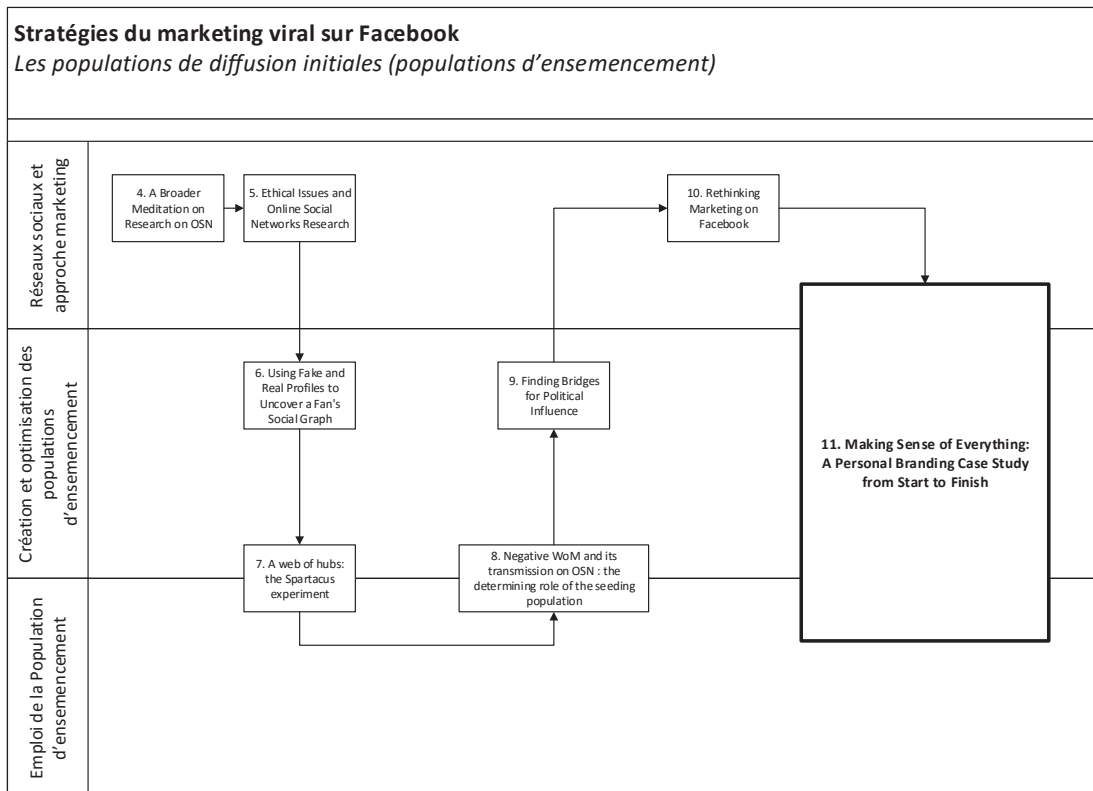 Stratégies du marketing viral sur Facebook
Les populations de diffusion initiales (populations d’ensemencement)
Réseaux sociaux et
approche marketing
4. A Broader
Meditation on
Research on OSN
5. Ethical Issues and
Online Social
Networks Research
10. Rethinking
Marketing on
Facebook
Création et optimisation des
populations
d’ensemencement
6. Using Fake and
Real Profiles to
Uncover a Fan's
Social Graph
9. Finding Bridges
for Political
Influence
11. Making Sense of Everything:
A Personal Branding Case Study
from Start to Finish
7. A web of hubs:
the Spartacus
experiment
8. Negative WoM and its
transmission on OSN : the
determining role of the seeding
population
Emploi de la Population
d’ensemencement